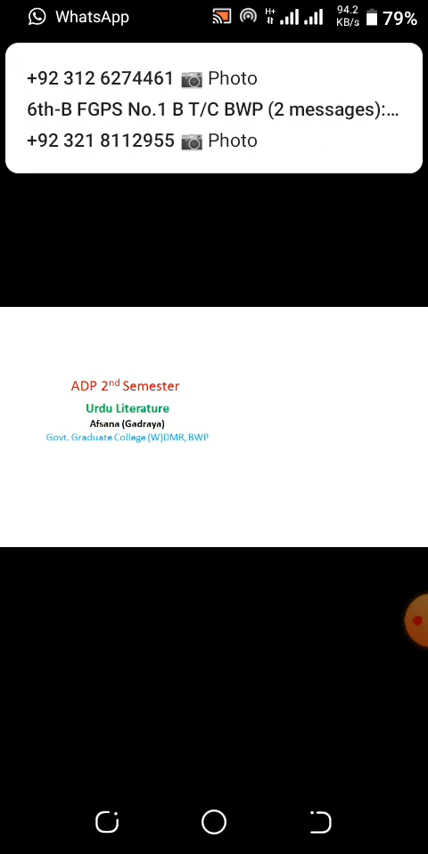 WhatsApp
H+
94.2
KB/s
79%
+92 312 6274461 📷 Photo
6th-B FGPS No.1 B T/C BWP (2 messages):...
+92 321 8112955 📷 Photo
ADP 2nd Semester
Urdu Literature
Afsana (Gadraya)
Govt. Graduate College (W)DMR, BWP